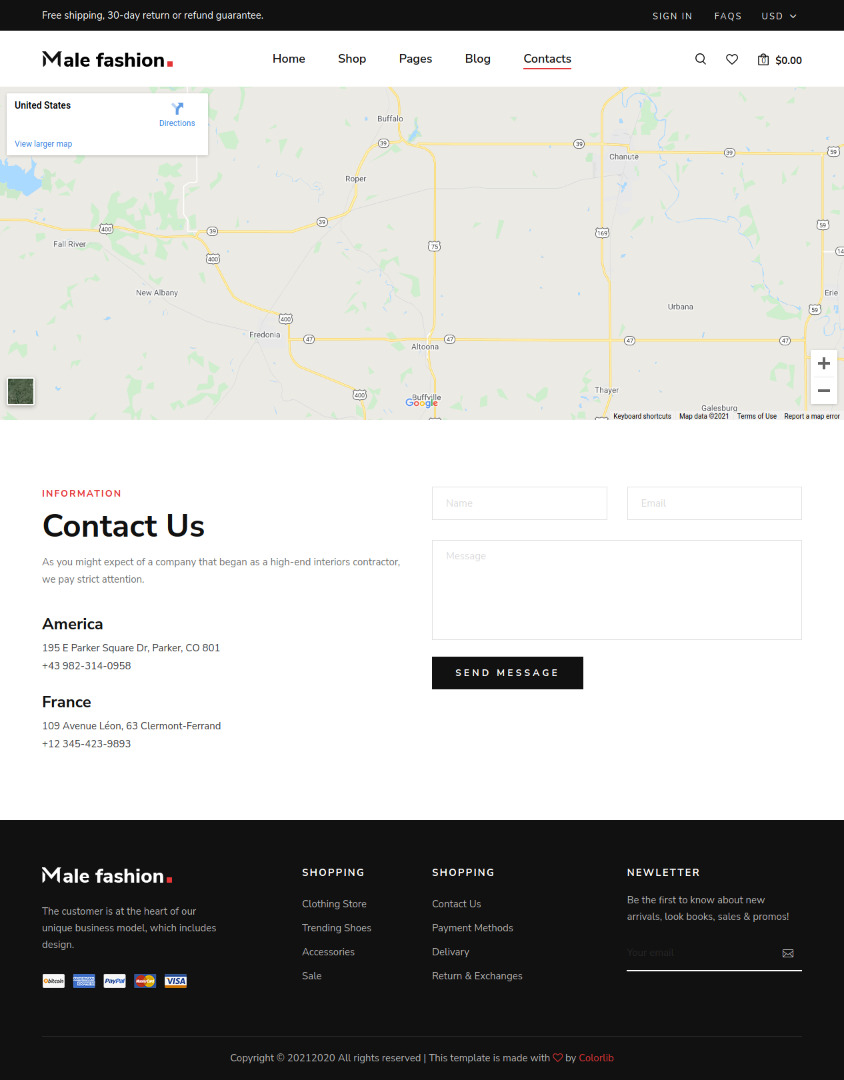 Free shipping, 30-day return or refund guarantee.
SIGN IN FAQS USD
Male fashion.
Home Shop Pages Blog Contacts
0 $0.00
United States
Directions
View larger map
Buffalo
39 39 39 59
Chanute
Roper
400 39 39 59
Fall River
169
75
400
New Albany
Erie
400
Urbana
59
Fredonia
47 47 47 47
Altoona
400
Thayer
Buffville
Google
Galesburg
Keyboard shortcuts Map data ©2021 Terms of Use Report a map error
INFORMATION
Contact Us
As you might expect of a company that began as a high-end interiors contractor,
we pay strict attention.
America
195 E Parker Square Dr, Parker, CO 801
+43 982-314-0958
France
109 Avenue Léon, 63 Clermont-Ferrand
+12 345-423-9893
Name Email
Message
SEND MESSAGE
Male fashion.
The customer is at the heart of our
unique business model, which includes
design.
bitcoin PayPal MasterCard VISA
SHOPPING
Clothing Store
Trending Shoes
Accessories
Sale
SHOPPING
Contact Us
Payment Methods
Delivary
Return & Exchanges
NEWLETTER
Be the first to know about new
arrivals, look books, sales & promos!
Your email
Copyright © 20212020 All rights reserved | This template is made with by Colorlib